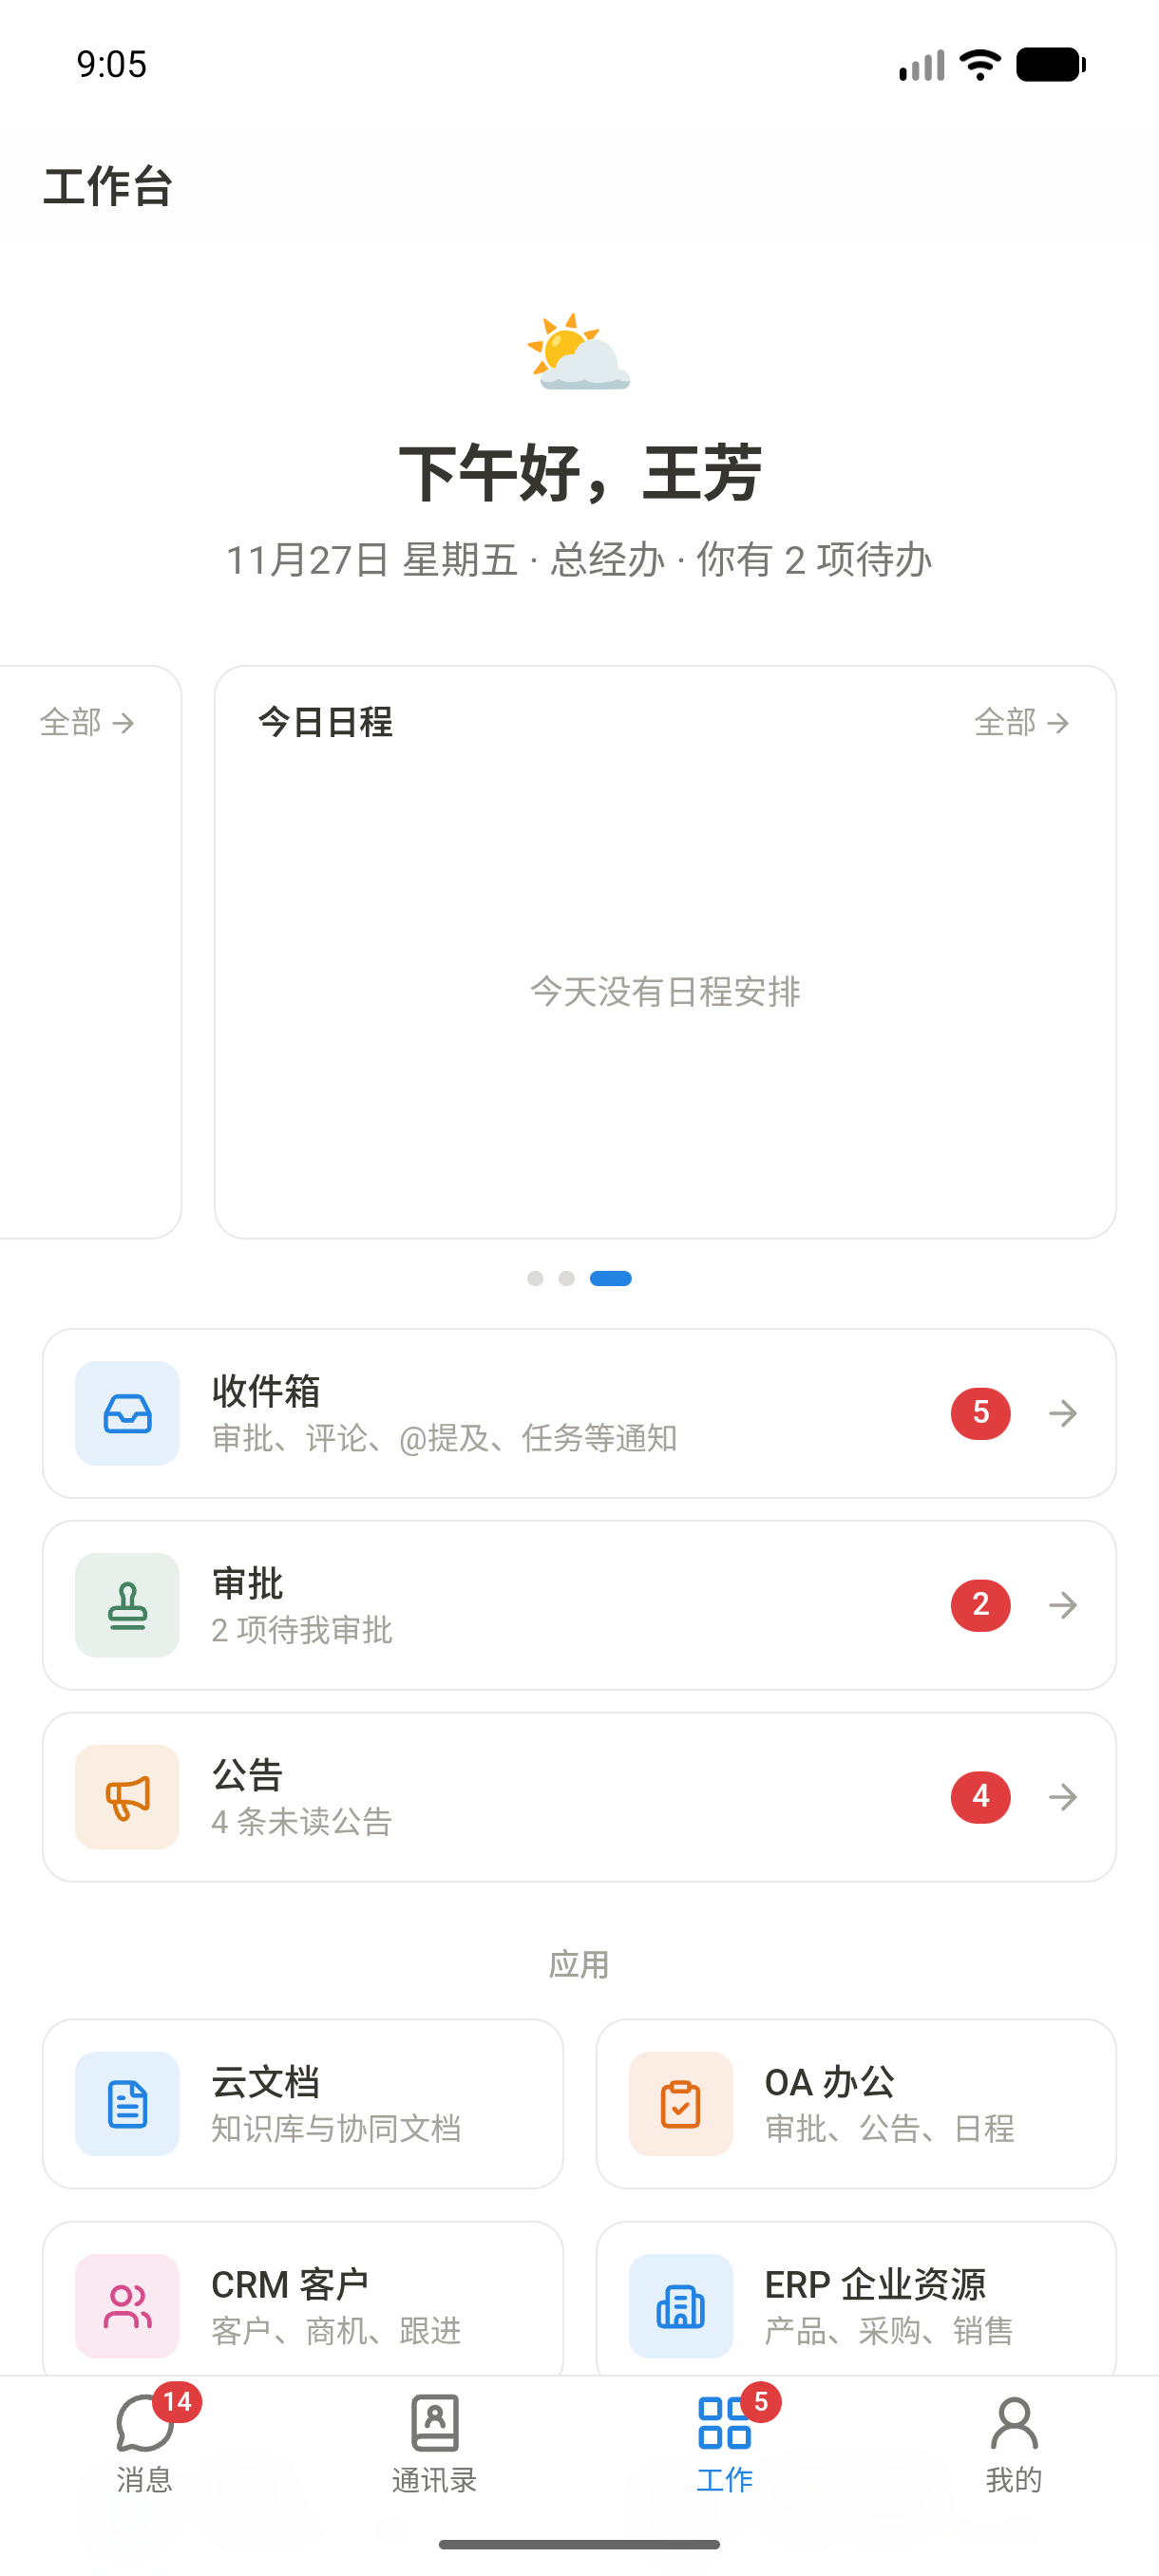 9:05
工作台
下午好，王芳
11月27日 星期五 · 总经办 · 你有 2 项待办
全部
今日日程
全部
今天没有日程安排
收件箱
审批、评论、@提及、任务等通知
5
审批
2 项待我审批
2
公告
4 条未读公告
4
应用
云文档
知识库与协同文档
OA 办公
审批、公告、日程
CRM 客户
客户、商机、跟进
ERP 企业资源
产品、采购、销售
14
5
消息
通讯录
工作
我的